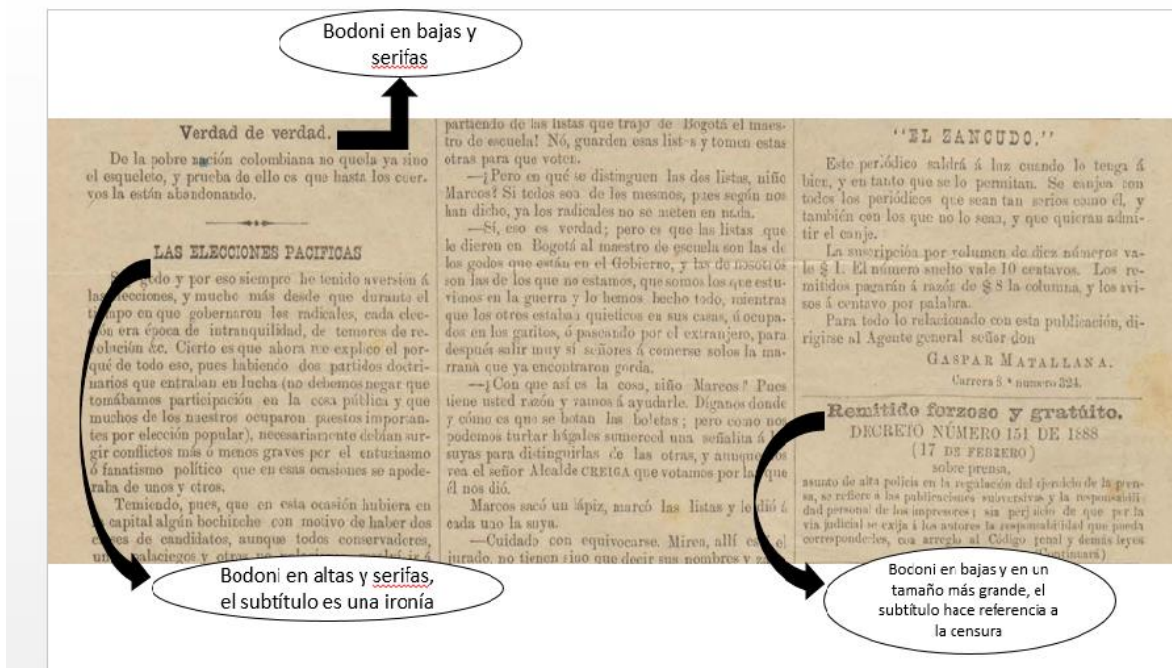 Bodoni en bajas y
serifas
Verdad de verdad.
De la pobre nación colombiana no queda ya sino
el esqueleto, y prueba de ello es que hasta los cuer-
vos la están abandonando.
LAS ELECCIONES PACIFICAS
godo y por eso siempre he tenido aversión á
las elecciones, y mucho más desde que durante el
tiempo en que gobernaron los radicales, cada elec-
ción era época de intranquilidad, de temores de re-
volución &c. Cierto es que ahora me explico el por-
qué de todo eso, pues habiendo dos partidos doctri-
narios que entraban en lucha (no debemos negar que
tomábamos participación en la cosa pública y que
muchos de los nuestros ocuparon puestos importan-
tes por elección popular), necesariamente debían sur-
gir conflictos más ó menos graves por el entusiasmo
ó fanatismo político que en esas ocasiones se apode-
raba de unos y otros.
Temiendo, pues, que en esta ocasión hubiera en
la capital algún bochinche con motivo de haber dos
clases de candidatos, aunque todos conservadores,
palaciegos y otros no
Bodoni en altas y serifas,
el subtítulo es una ironía
partiendo de las listas que trajo de Bogotá el maes-
tro de escuela! Nó, guarden esas list-s y tomen estas
otras para que voten.
—¿Pero en qué se distinguen las dos listas, niño
Marcos? Si todos son de los mesmos, pues según nos
han dicho, ya los radicales no se meten en nada.
—Sí, eso es verdad; pero es que las listas que
le dieron en Bogotá al maestro de escuela son las de
los godos que están en el Gobierno, y las de nosotros
son las de los que no estamos, que somos los que estu-
vimos en la guerra y lo hemos hecho todo, mientras
que los otros estaban quieticos en sus casas, ó ocupa-
dos en los garitos, ó paseando por el extranjero, para
después salir muy sí señores á comerse solos la ma-
rrana que ya encontraron gorda.
—¿Con que así es la cosa, niño Marcos? Pues
tiene usted razón y vamos á ayudarle. Díganos donde
y cómo es que se botan las boletas; pero como nos
podemos turbar hágales sumerced una señalita á las
suyas para distinguirlas de las otras, y aunque nos
vea el señor Alcalde CREIGA que votamos por las que
él nos dió.
Marcos sacó un lápiz, marcó las listas y le dió á
cada uno la suya.
—Cuidado con equivocarse. Miren, allí está el
jurado, no tienen sino que decir sus nombres y
"EL ZANCUDO."
Este periódico saldrá á luz cuando lo tenga á
bien, y en tanto que se lo permitan. Se canjea con
todos los periódicos que sean tan serios como él, y
también con los que no lo sean, y que quieran admi-
tir el canje.
La suscripción por volumen de diez números va-
le $ 1. El número suelto vale 10 centavos. Los re-
mitidos pagarán á razón de $ 8 la columna, y los avi-
sos á centavo por palabra.
Para todo lo relacionado con esta publicación, di-
rigirse al Agente general señor don
GASPAR MATALLANA.
Carrera 8.ª número 324.
Remitido forzoso y gratúito.
DECRETO NÚMERO 151 DE 1888
(17 DE FEBRERO)
sobre prensa,
asunto de alta policía en la regulación del ejercicio de la pren-
sa, se refiere á las publicaciones subversivas y la responsabili
dad personal de los impresores; sin perjuicio de que por la
vía judicial se exija á los autores la responsabilidad que pueda
corresponderles, con arreglo al Código penal y demás leyes
(Continuará)
Bodoni en bajas y en un
tamaño más grande, el
subtítulo hace referencia a
la censura